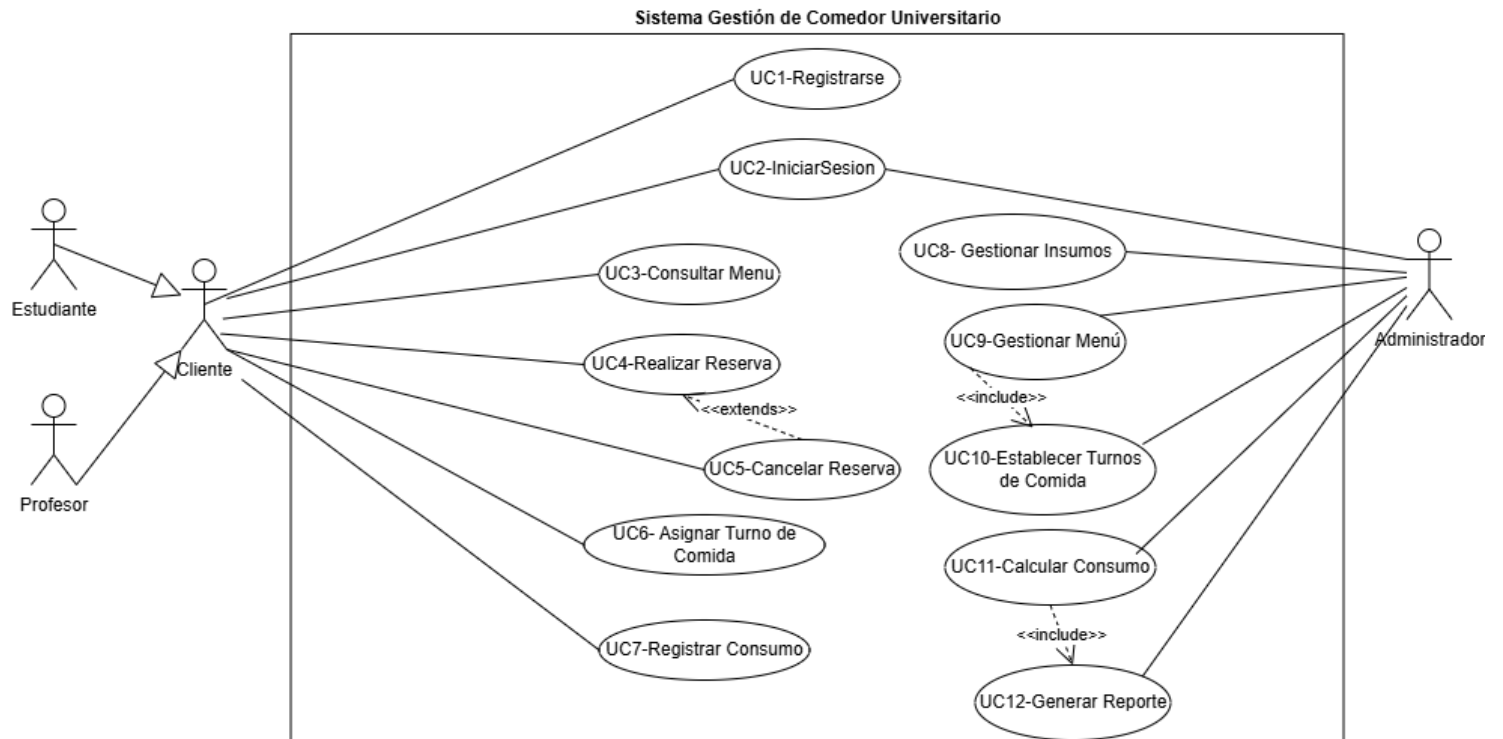 Sistema Gestión de Comedor Universitario
UC1-Registrarse
UC2-IniciarSesion
UC8- Gestionar Insumos
UC3-Consultar Menu
Estudiante
Administrador
UC9-Gestionar Menú
UC4-Realizar Reserva
Cliente
<<include>>
<<extends>>
UC5-Cancelar Reserva
UC10-Establecer Turnos
de Comida
Profesor
UC6- Asignar Turno de
Comida
UC11-Calcular Consumo
<<include>>
UC7-Registrar Consumo
UC12-Generar Reporte